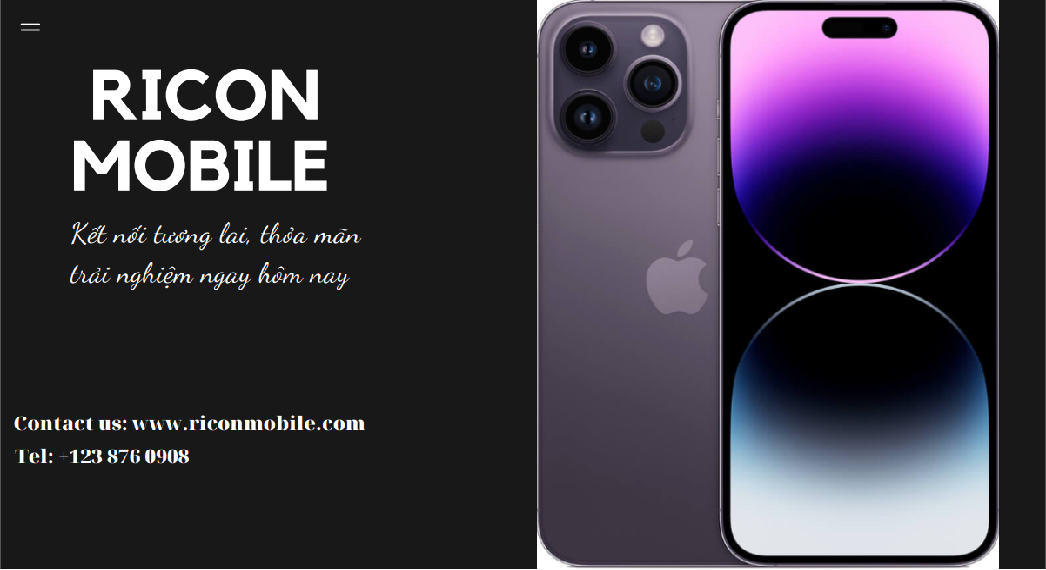 RICON
MOBILE
Kết nối tương lai, thỏa mãn
trải nghiệm ngay hôm nay
Contact us: www.riconmobile.com
Tel: +123 876 0908